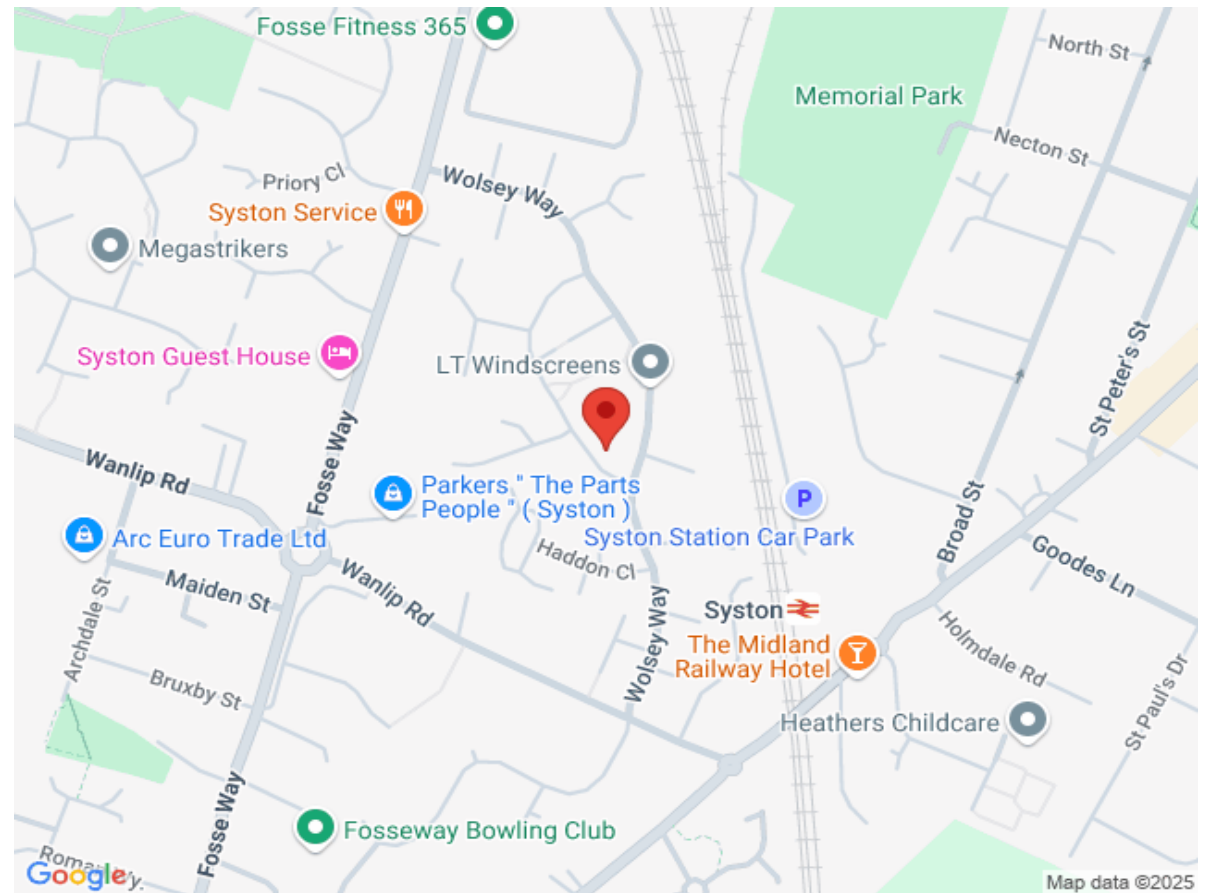 Fosse Fitness 365
North St
Memorial Park
Necton St
Priory Cl
Wolsey Way
Syston Service
Megastrikers
Syston Guest House
LT Windscreens
St Peter's St
Fosse Way
Wanlip Rd
Parkers " The Parts
People " ( Syston )
P
Syston Station Car Park
Broad St
Arc Euro Trade Ltd
Haddon Cl
Goodes Ln
Maiden St
Wanlip Rd
Archdale St
Syston
Wolsey Way
The Midland
Railway Hotel
Holmdale Rd
Bruxby St
St Paul's Dr
Heathers Childcare
Fosse Way
Fosseway Bowling Club
Google
Map data ©2025